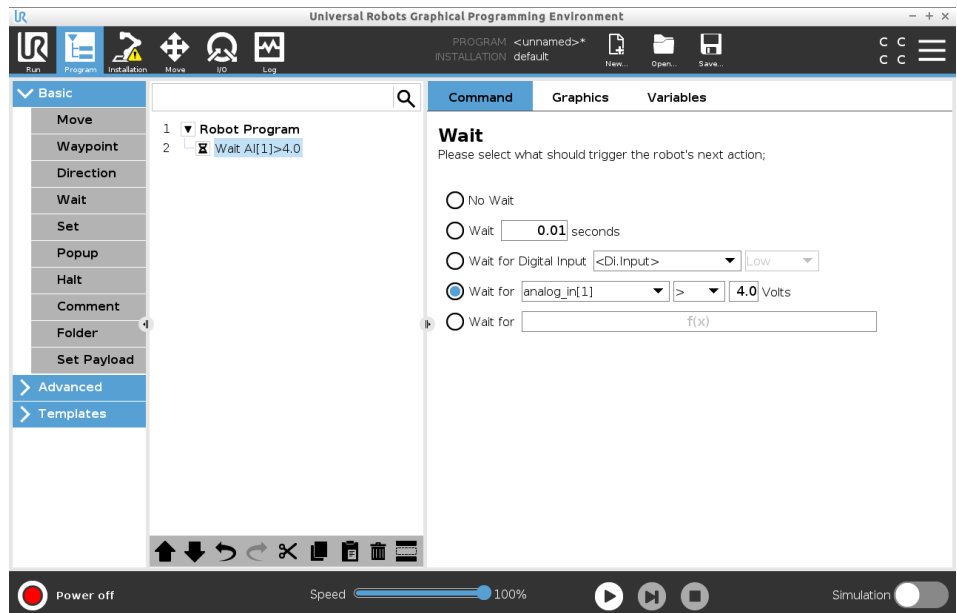 Universal Robots Graphical Programming Environment
UR
PROGRAM <unnamed>*
INSTALLATION default
Run
Program
Installation
Move
I/O
Log
New...
Open...
Save...
C C
C C
Basic
Move
Waypoint
Direction
Wait
Set
Popup
Halt
Comment
Folder
Set Payload
Advanced
Templates
1 Robot Program
2 Wait AI[1]>4.0
Command Graphics Variables
Wait
Please select what should trigger the robot's next action;
No Wait
Wait 0.01 seconds
Wait for Digital Input <Di.Input> Low
Wait for analog_in[1] > 4.0 Volts
Wait for f(x)
Power off
Speed 100%
Simulation